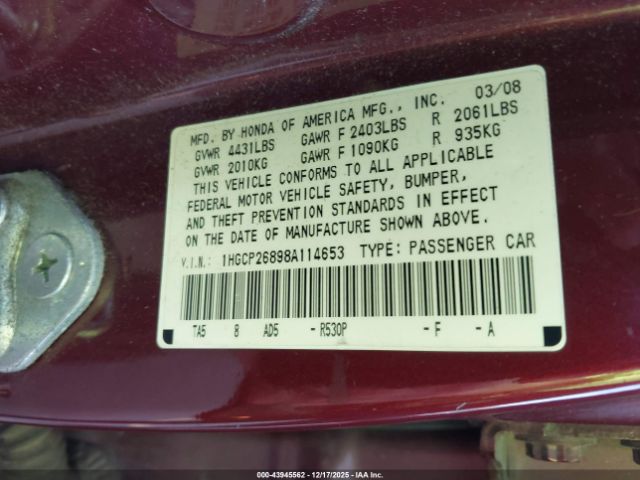 MFD. BY HONDA OF AMERICA MFG., INC. 03/08
GVWR 4431LBS GAWR F 2403LBS R 2061LBS
GVWR 2010KG GAWR F 1090KG R 935KG
THIS VEHICLE CONFORMS TO ALL APPLICABLE
FEDERAL MOTOR VEHICLE SAFETY, BUMPER,
AND THEFT PREVENTION STANDARDS IN EFFECT
ON THE DATE OF MANUFACTURE SHOWN ABOVE.
V.I.N.: 1HGCP26898A114653 TYPE: PASSENGER CAR
TA5 8 AD5 - R530P - F - A
000-43945562 | 12/17/2025 | IAA Inc.